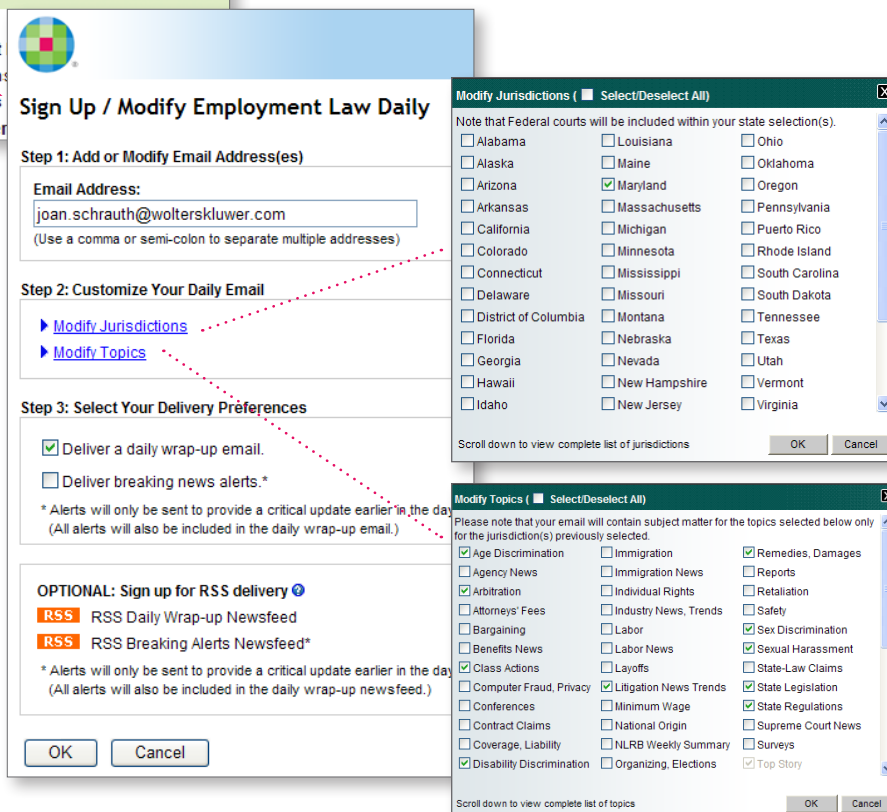 Sign Up / Modify Employment Law Daily
Step 1: Add or Modify Email Address(es)
Email Address:
joan.schrauth@wolterskluwer.com
(Use a comma or semi-colon to separate multiple addresses)
Step 2: Customize Your Daily Email
Modify Jurisdictions
Modify Topics
Step 3: Select Your Delivery Preferences
Deliver a daily wrap-up email.
Deliver breaking news alerts.*
* Alerts will only be sent to provide a critical update earlier in the day
(All alerts will also be included in the daily wrap-up email.)
OPTIONAL: Sign up for RSS delivery
RSS RSS Daily Wrap-up Newsfeed
RSS RSS Breaking Alerts Newsfeed*
* Alerts will only be sent to provide a critical update earlier in the day
(All alerts will also be included in the daily wrap-up newsfeed.)
OK Cancel
Modify Jurisdictions ( Select/Deselect All)
Note that Federal courts will be included within your state selection(s).
Alabama Louisiana Ohio
Alaska Maine Oklahoma
Arizona Maryland Oregon
Arkansas Massachusetts Pennsylvania
California Michigan Puerto Rico
Colorado Minnesota Rhode Island
Connecticut Mississippi South Carolina
Delaware Missouri South Dakota
District of Columbia Montana Tennessee
Florida Nebraska Texas
Georgia Nevada Utah
Hawaii New Hampshire Vermont
Idaho New Jersey Virginia
Scroll down to view complete list of jurisdictions OK Cancel
Modify Topics ( Select/Deselect All)
Please note that your email will contain subject matter for the topics selected below only
for the jurisdiction(s) previously selected.
Age Discrimination Immigration Remedies, Damages
Agency News Immigration News Reports
Arbitration Individual Rights Retaliation
Attorneys' Fees Industry News, Trends Safety
Bargaining Labor Sex Discrimination
Benefits News Labor News Sexual Harassment
Class Actions Layoffs State-Law Claims
Computer Fraud, Privacy Litigation News Trends State Legislation
Conferences Minimum Wage State Regulations
Contract Claims National Origin Supreme Court News
Coverage, Liability NLRB Weekly Summary Surveys
Disability Discrimination Organizing, Elections Top Story
Scroll down to view complete list of topics OK Cancel